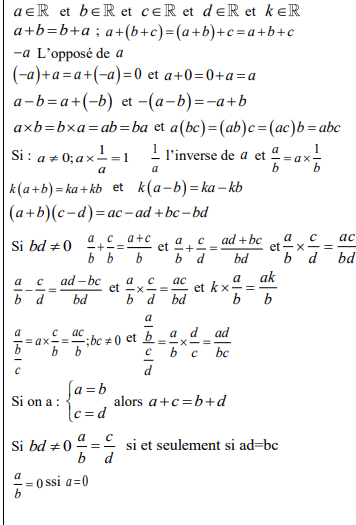 a∈ℝ et b∈ℝ et c∈ℝ et d∈ℝ et k∈ℝ
a+b=b+a ; a+(b+c)=(a+b)+c=a+b+c
−a L'opposé de a
(−a)+a=a+(−a)=0 et a+0=0+a=a
a−b=a+(−b) et −(a−b)=−a+b
a×b=b×a=ab=ba et a(bc)=(ab)c=(ac)b=abc
Si : a≠0; a×1/a=1 1/a l'inverse de a et a/b=a×1/b
k(a+b)=ka+kb et k(a−b)=ka−kb
(a+b)(c−d)=ac−ad+bc−bd
Si bd≠0 a/b+c/b=(a+c)/b et a/b+c/d=(ad+bc)/bd et a/b×c/d=ac/bd
a/b−c/d=(ad−bc)/bd et a/b×c/d=ac/bd et k×a/b=ak/b
a/(b/c)=a×c/b=ac/b; bc≠0 et (a/b)/(c/d)=a/b×d/c=ad/bc
Si on a : {a=b
c=d alors a+c=b+d
Si bd≠0 a/b=c/d si et seulement si ad=bc
a/b=0 ssi a=0